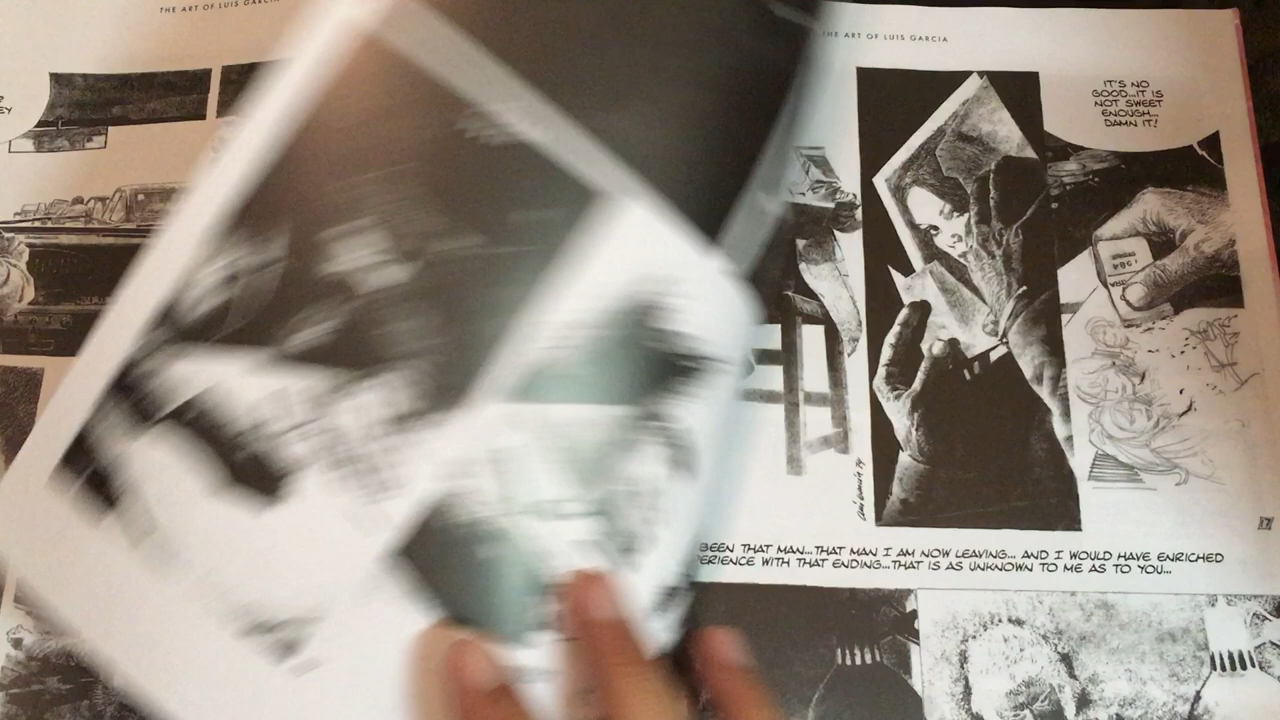 THE ART OF LUIS GARCIA
THE ART OF LUIS GARCIA
IT'S NO
GOOD...IT IS
NOT SWEET
ENOUGH...
DAMN IT!
1984
BEEN THAT MAN...THAT MAN I AM NOW LEAVING... AND I WOULD HAVE ENRICHED
WITH THAT ENDING...THAT IS AS UNKNOWN TO ME AS TO YOU...
17